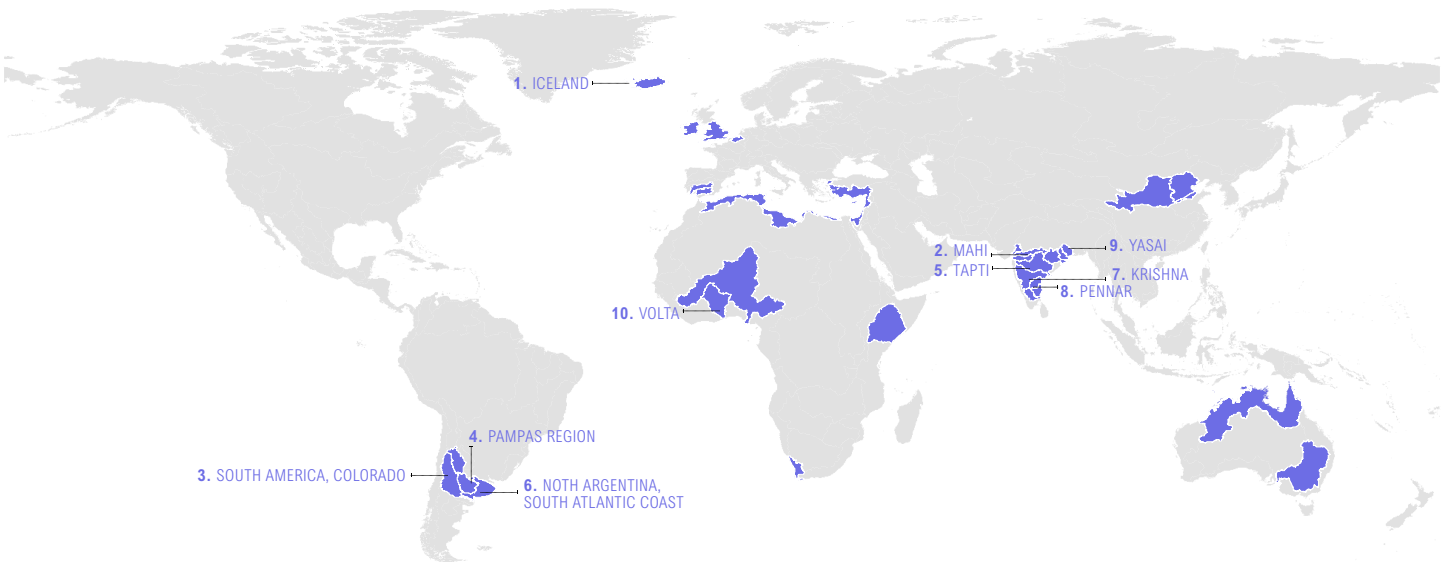 1. ICELAND
2. MAHI
9. YASAI
5. TAPTI
7. KRISHNA
8. PENNAR
10. VOLTA
4. PAMPAS REGION
3. SOUTH AMERICA, COLORADO
6. NOTH ARGENTINA,
SOUTH ATLANTIC COAST